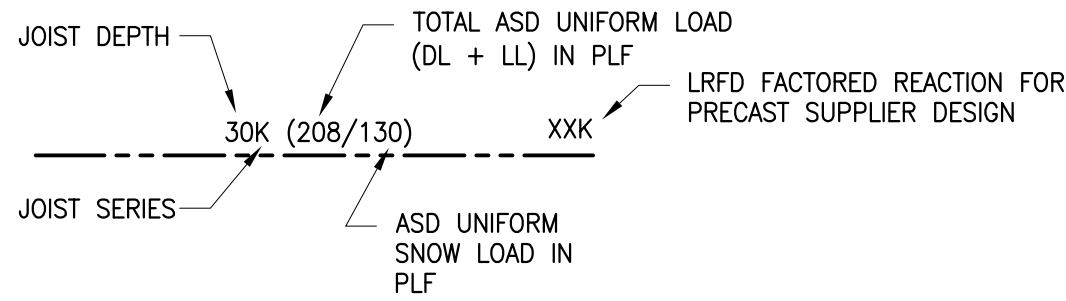 JOIST DEPTH
TOTAL ASD UNIFORM LOAD
(DL + LL) IN PLF
LRFD FACTORED REACTION FOR
PRECAST SUPPLIER DESIGN
30K (208/130)
XXK
JOIST SERIES
ASD UNIFORM
SNOW LOAD IN
PLF